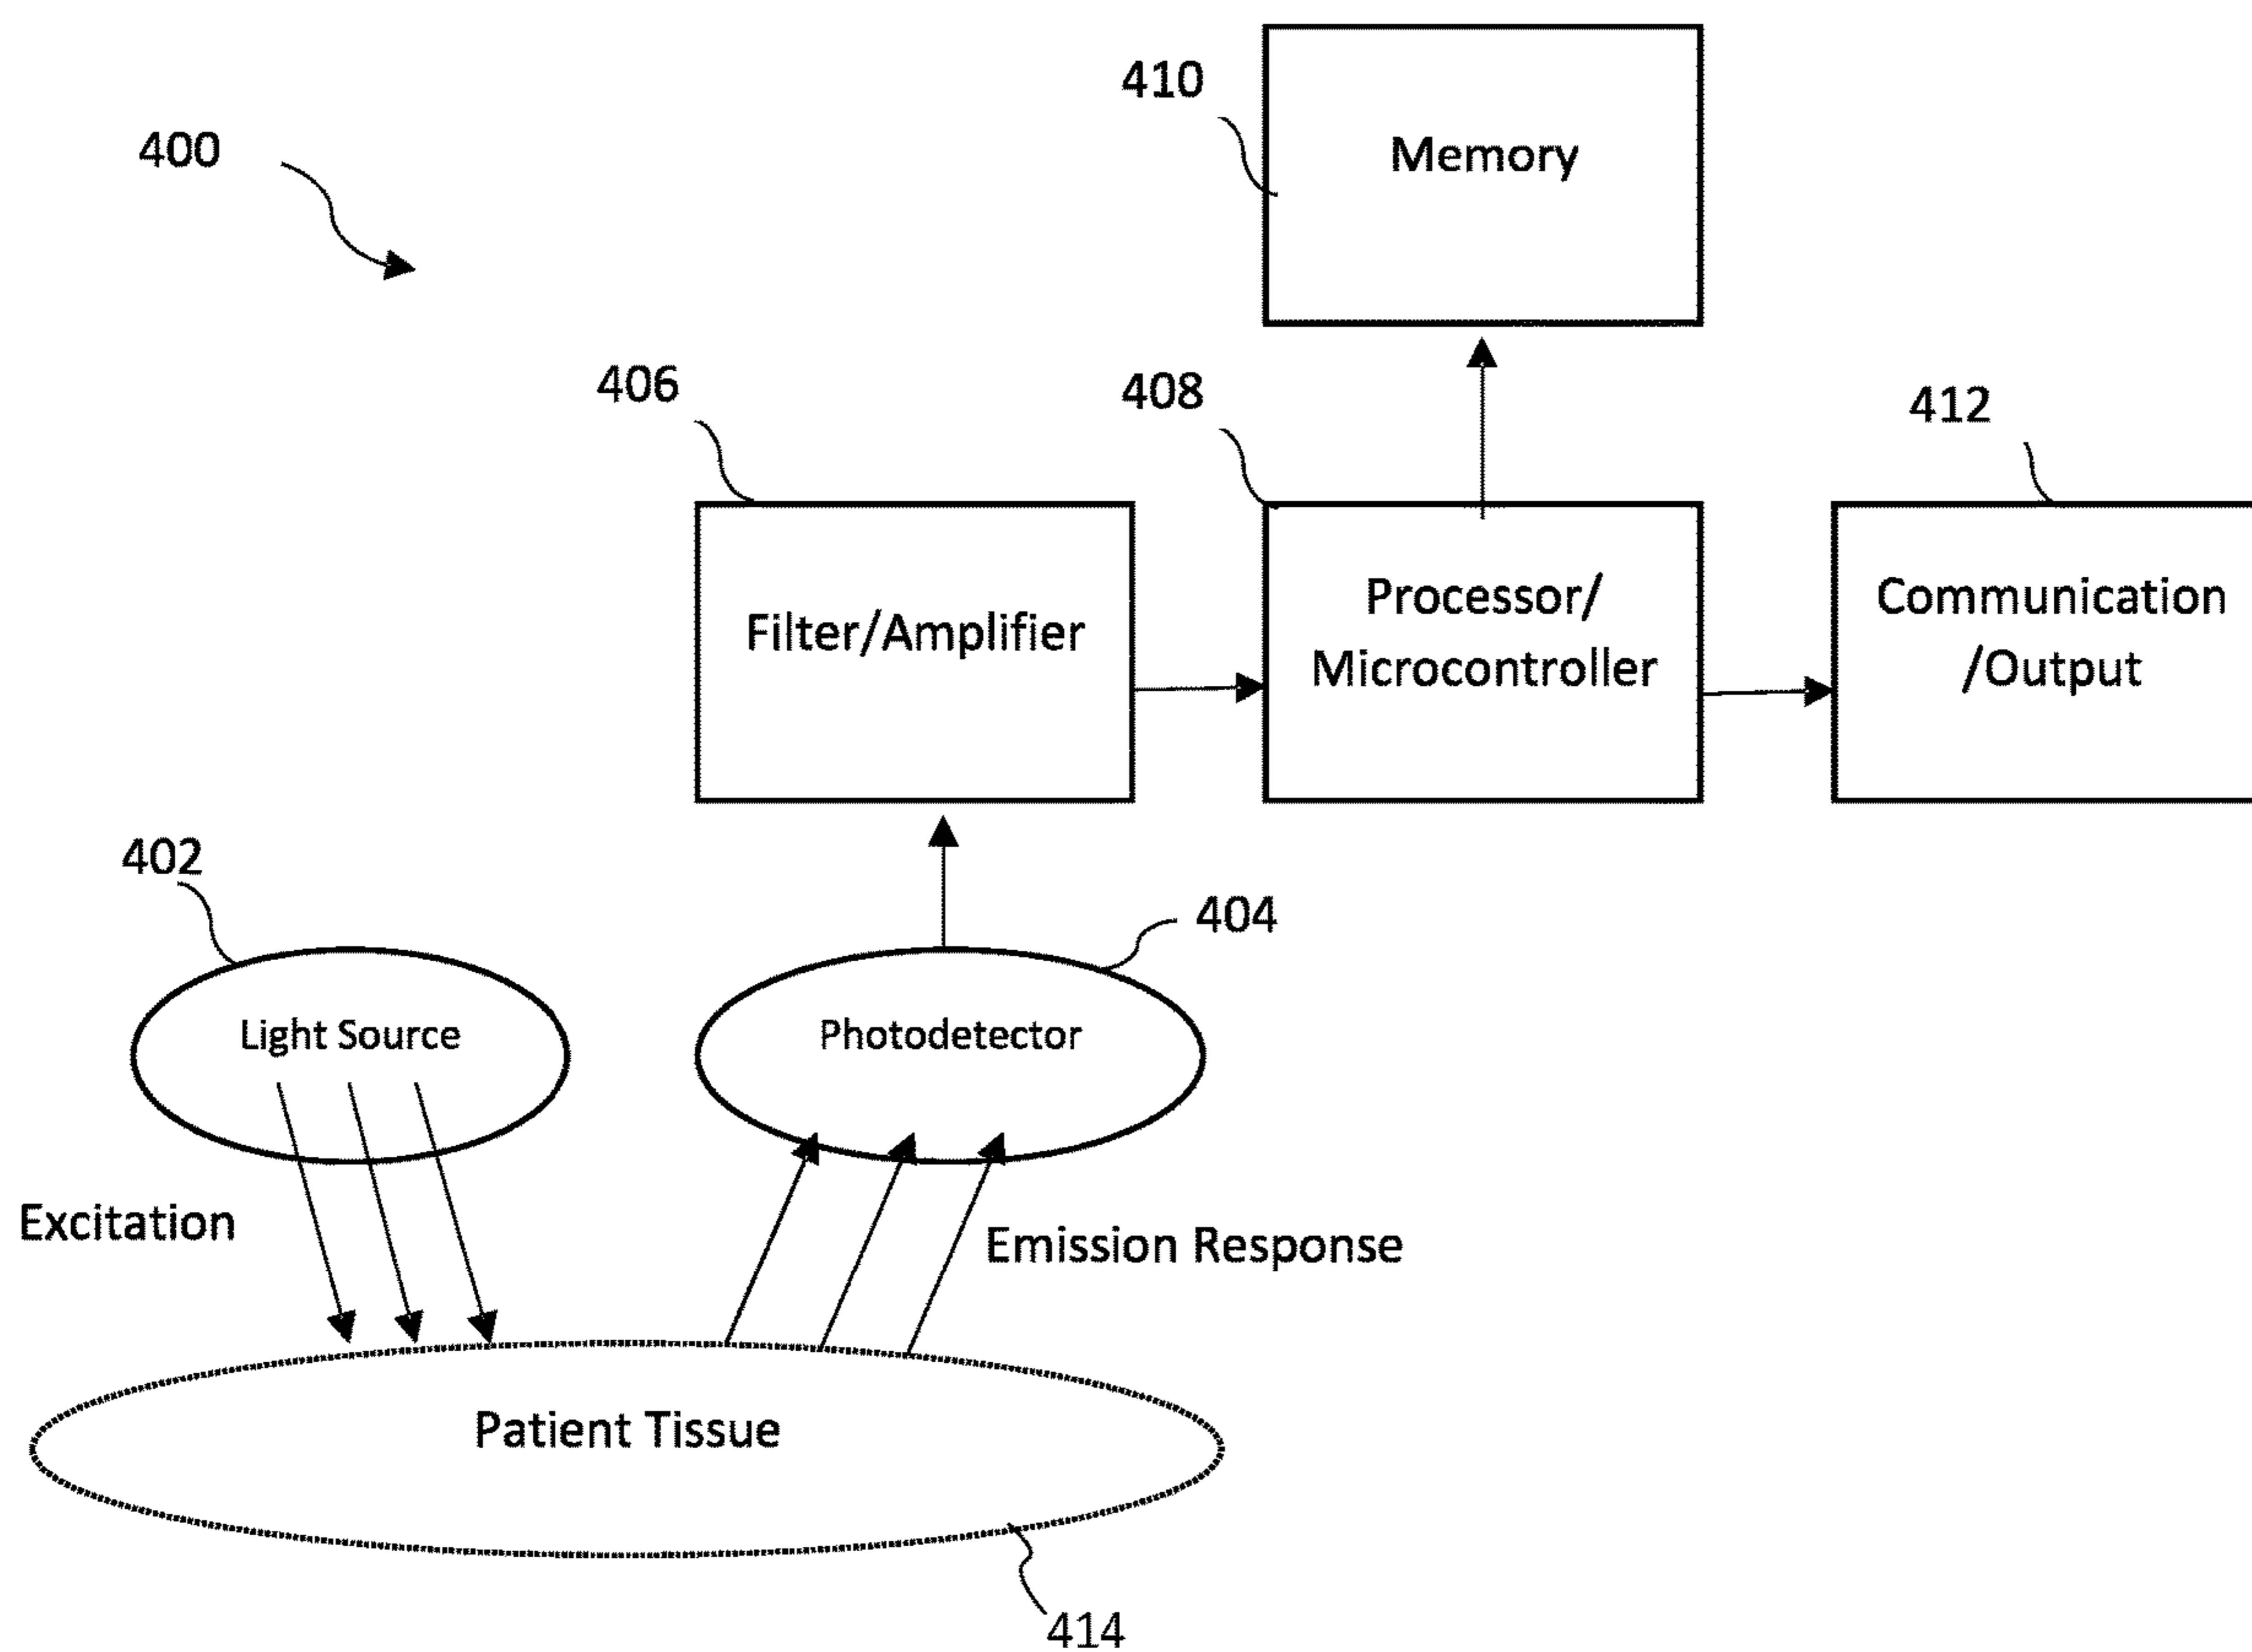 410
Memory
400
406
408
412
Filter/Amplifier
Processor/
Microcontroller
Communication
/Output
402
404
Light Source
Photodetector
Excitation
Emission Response
Patient Tissue
414